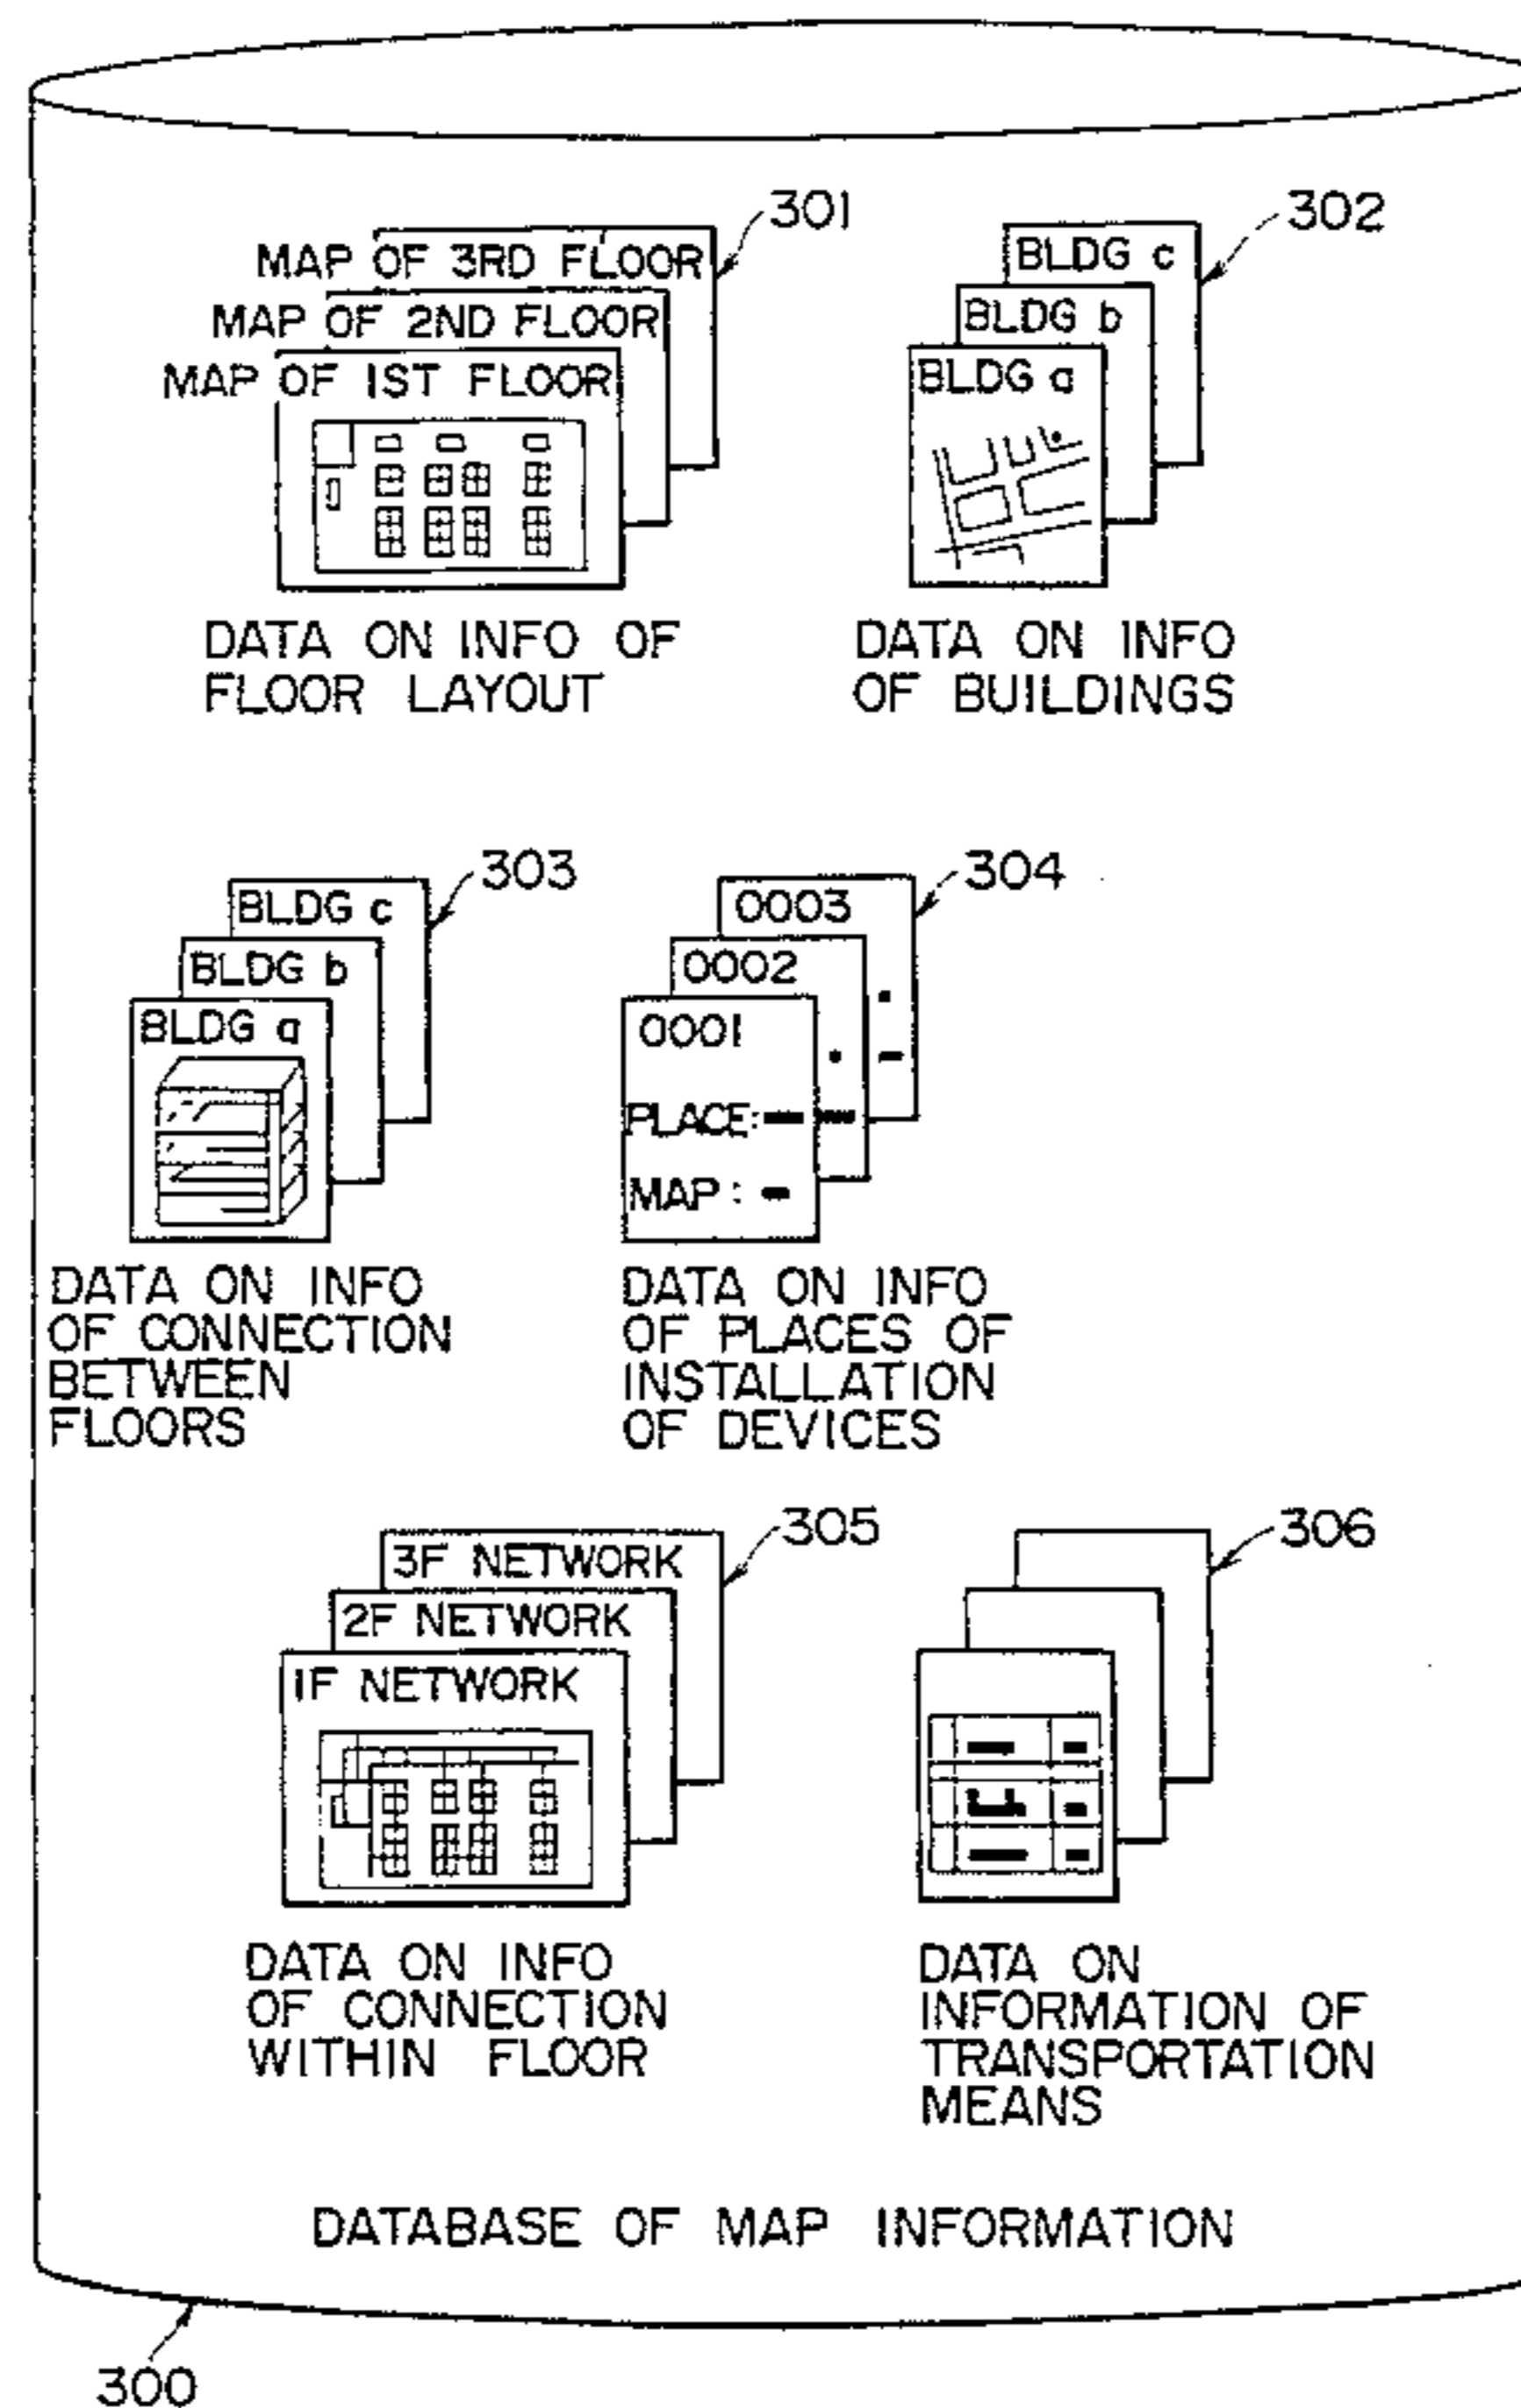 301
MAP OF 3RD FLOOR
MAP OF 2ND FLOOR
MAP OF 1ST FLOOR
DATA ON INFO OF
FLOOR LAYOUT
302
BLDG c
BLDG b
BLDG a
DATA ON INFO
OF BUILDINGS
303
BLDG c
BLDG b
BLDG a
DATA ON INFO
OF CONNECTION
BETWEEN
FLOORS
304
0003
0002
0001
PLACE:
MAP :
DATA ON INFO
OF PLACES OF
INSTALLATION
OF DEVICES
305
3F NETWORK
2F NETWORK
1F NETWORK
DATA ON INFO
OF CONNECTION
WITHIN FLOOR
306
DATA ON
INFORMATION OF
TRANSPORTATION
MEANS
DATABASE OF MAP INFORMATION
300